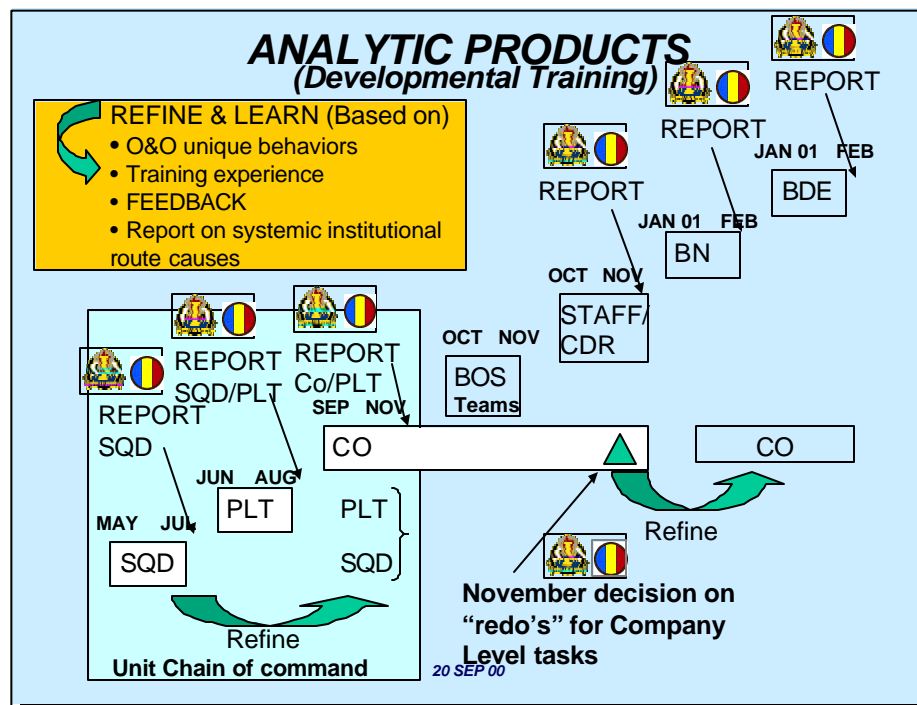 ANALYTIC PRODUCTS
(Developmental Training)
REFINE & LEARN (Based on)
• O&O unique behaviors
• Training experience
• FEEDBACK
• Report on systemic institutional
route causes
REPORT
REPORT
REPORT
JAN 01 FEB
BDE
JAN 01 FEB
BN
OCT NOV
STAFF/
CDR
OCT NOV
BOS
Teams
REPORT
SQD
REPORT
SQD/PLT
REPORT
Co/PLT
SEP NOV
CO
CO
JUN AUG
PLT
MAY JUL
SQD
PLT
SQD
Refine
Refine
November decision on
“redo's” for Company
Level tasks
Unit Chain of command
20 SEP 00